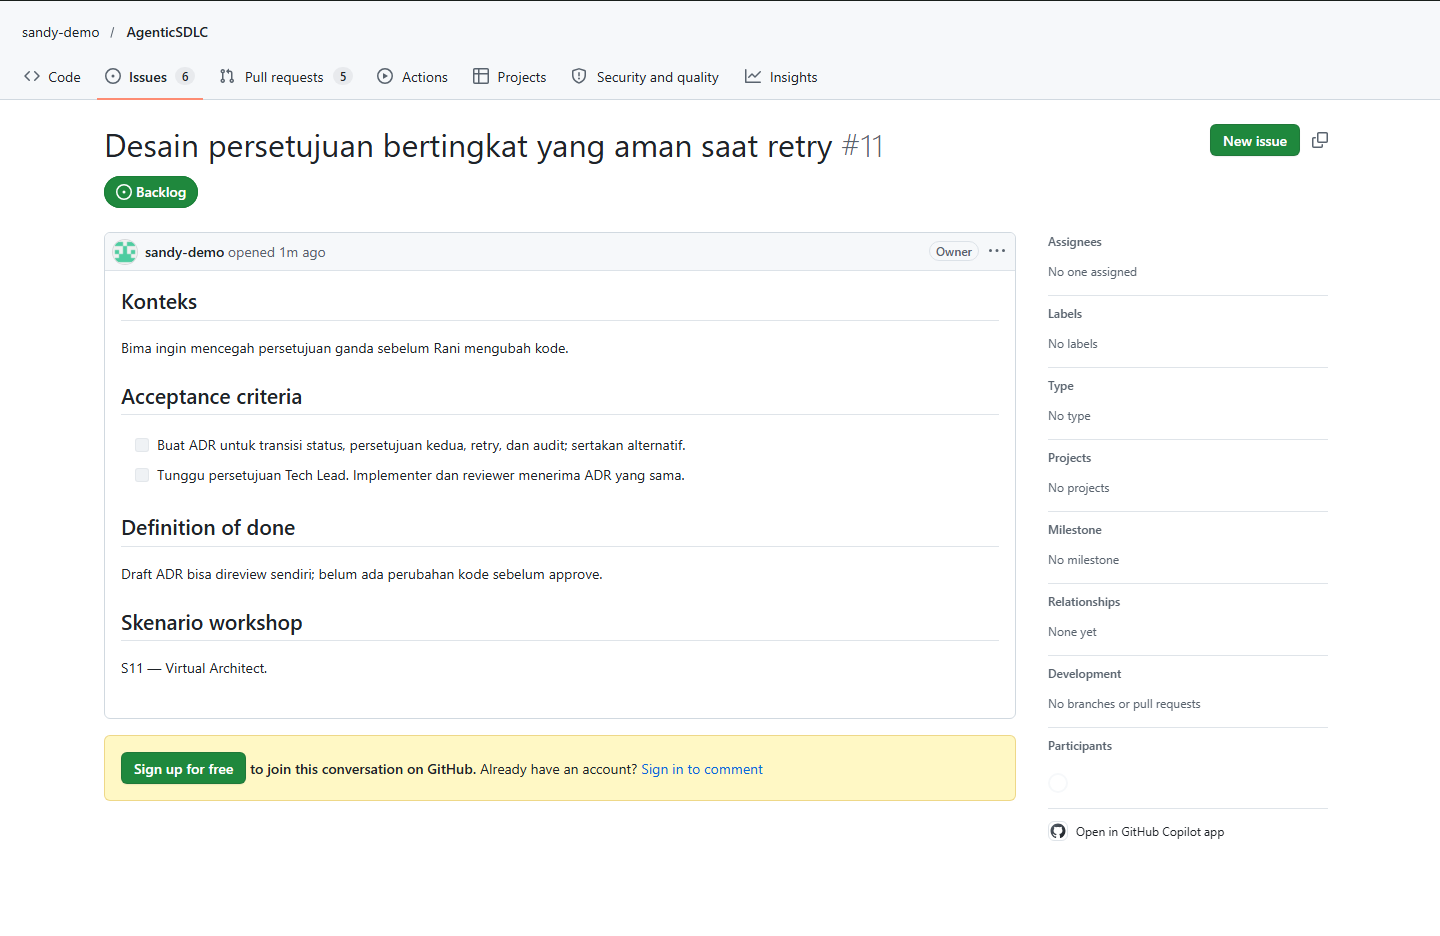 sandy-demo / AgenticSDLC
Code Issues 6 Pull requests 5 Actions Projects Security and quality Insights
Desain persetujuan bertingkat yang aman saat retry #11
New issue
Backlog
sandy-demo opened 1m ago
Owner
Konteks
Bima ingin mencegah persetujuan ganda sebelum Rani mengubah kode.
Acceptance criteria
Buat ADR untuk transisi status, persetujuan kedua, retry, dan audit; sertakan alternatif.
Tunggu persetujuan Tech Lead. Implementer dan reviewer menerima ADR yang sama.
Definition of done
Draft ADR bisa direview sendiri; belum ada perubahan kode sebelum approve.
Skenario workshop
S11 — Virtual Architect.
Sign up for free to join this conversation on GitHub. Already have an account? Sign in to comment
Assignees
No one assigned
Labels
No labels
Type
No type
Projects
No projects
Milestone
No milestone
Relationships
None yet
Development
No branches or pull requests
Participants
Open in GitHub Copilot app